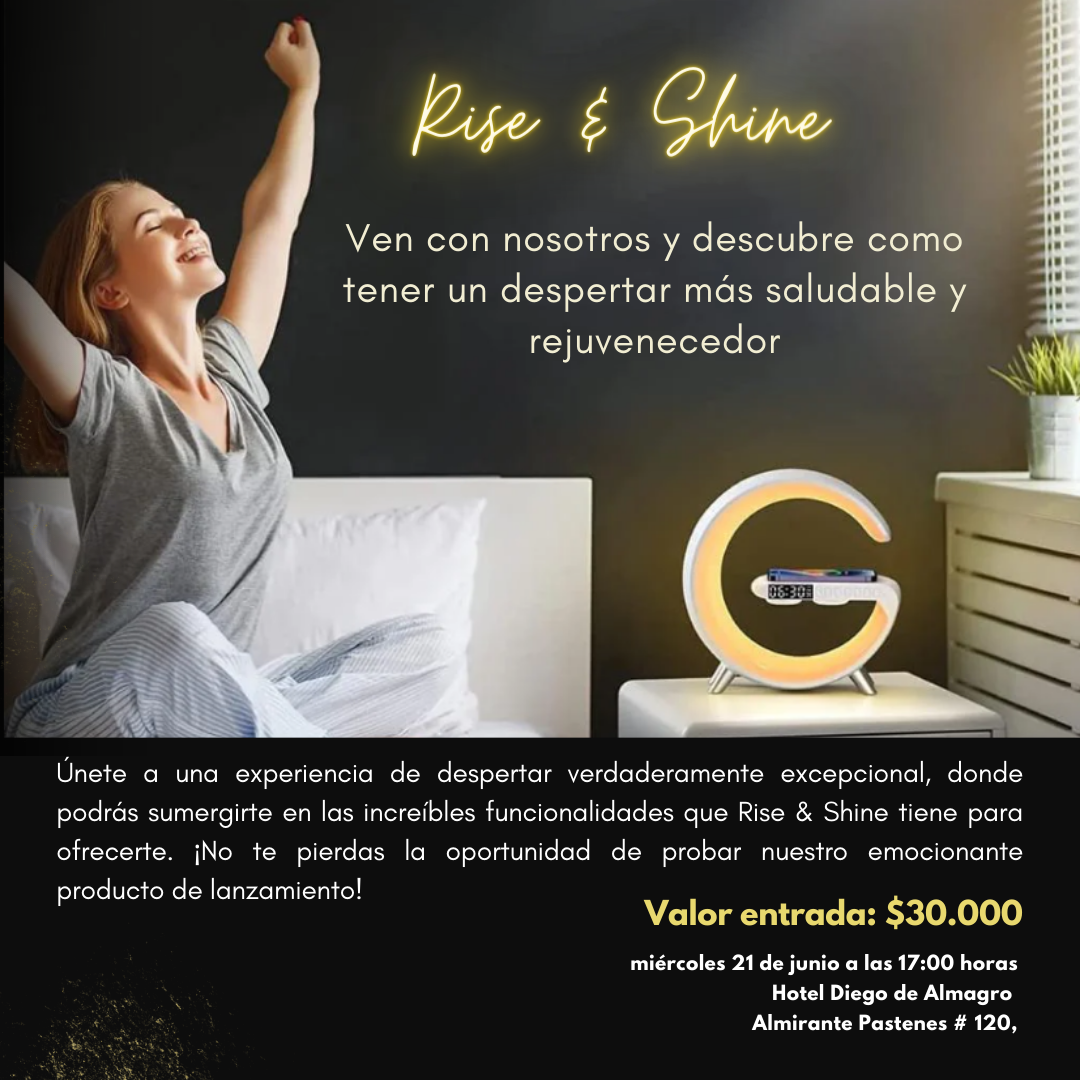 Rise & Shine
Ven con nosotros y descubre como
tener un despertar más saludable y
rejuvenecedor
06:30
Únete a una experiencia de despertar verdaderamente excepcional, donde
podrás sumergirte en las increíbles funcionalidades que Rise & Shine tiene para
ofrecerte. ¡No te pierdas la oportunidad de probar nuestro emocionante
producto de lanzamiento!
Valor entrada: $30.000
miércoles 21 de junio a las 17:00 horas
Hotel Diego de Almagro
Almirante Pastenes # 120,